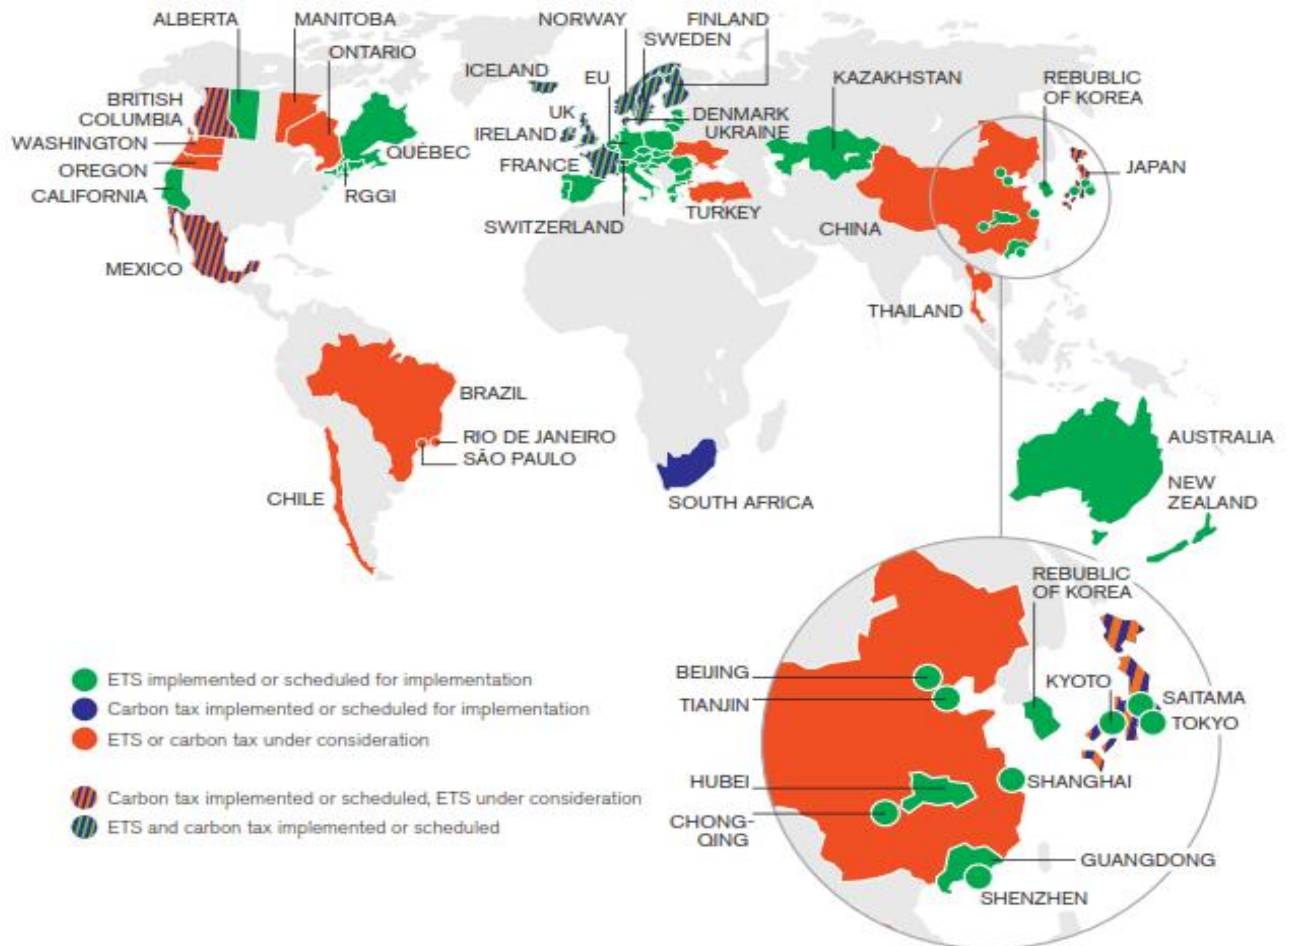 ALBERTA
MANITOBA
ONTARIO
BRITISH
COLUMBIA
WASHINGTON
OREGON
CALIFORNIA
QUÉBEC
RGGI
MEXICO
NORWAY
FINLAND
SWEDEN
ICELAND
EU
UK
IRELAND
FRANCE
DENMARK
UKRAINE
SWITZERLAND
TURKEY
KAZAKHSTAN
REBUBLIC
OF KOREA
JAPAN
CHINA
THAILAND
BRAZIL
RIO DE JANEIRO
SÃO PAULO
CHILE
SOUTH AFRICA
AUSTRALIA
NEW
ZEALAND
REBUBLIC
OF KOREA
BEIJING
TIANJIN
KYOTO
SAITAMA
TOKYO
HUBEI
SHANGHAI
CHONG-
QING
GUANGDONG
SHENZHEN
ETS implemented or scheduled for implementation
Carbon tax implemented or scheduled for implementation
ETS or carbon tax under consideration
Carbon tax implemented or scheduled, ETS under consideration
ETS and carbon tax implemented or scheduled